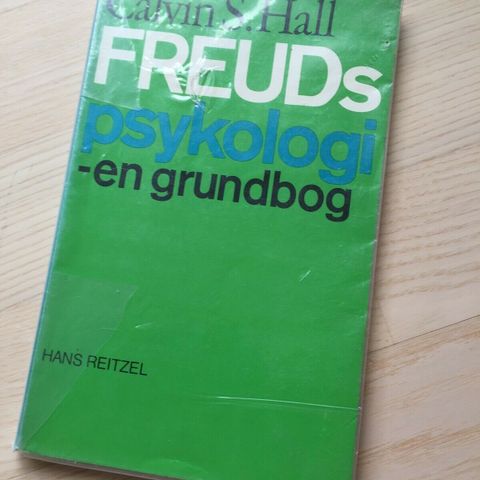 Calvin S. Hall
FREUDs
psykologi
-en grundbog
HANS REITZEL